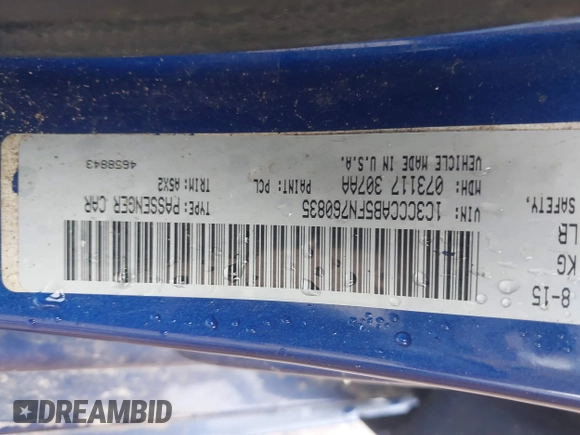 8-15
KG
LB
SAFETY,
VIN: 1C3CCCAB5FN760835
TYPE: PASSENGER CAR
MDH: 073117 307AA
PAINT: PCL
TRIM: A5X2
VEHICLE MADE IN U.S.A.
4658843
DREAMBID